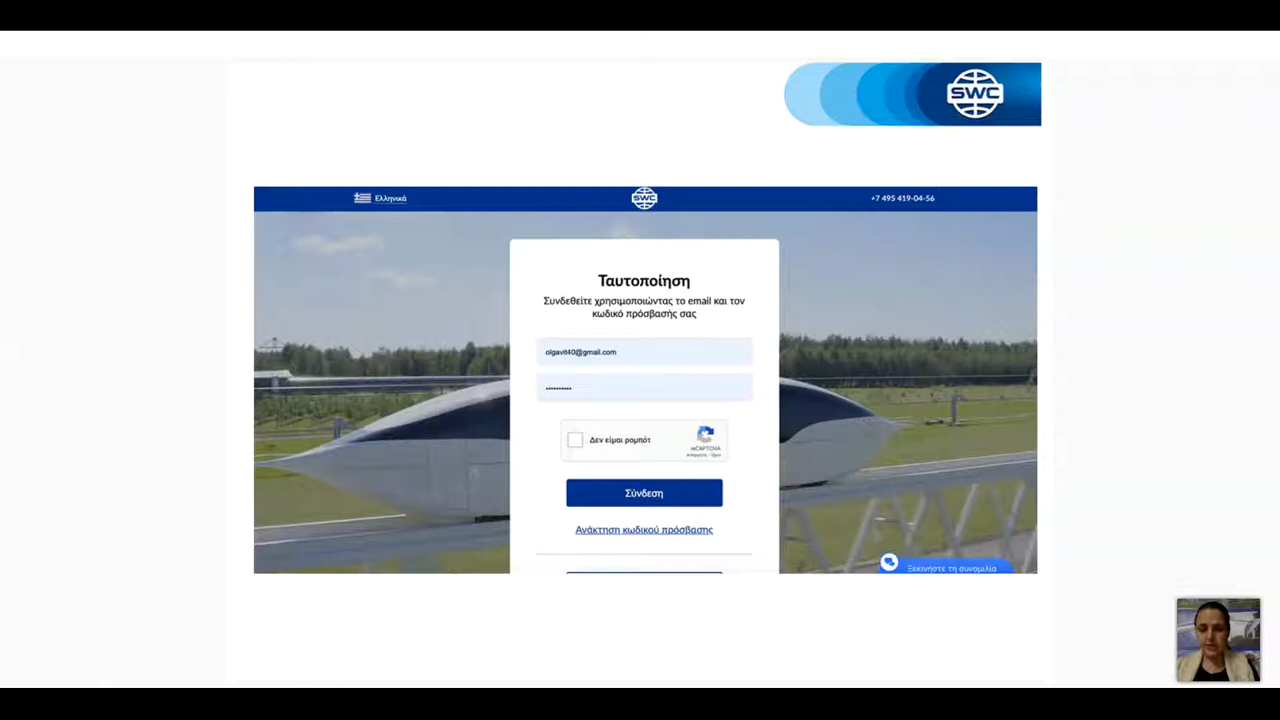 SWC
Ελληνικά
SWC
+7 495 419-04-56
Ταυτοποίηση
Συνδεθείτε χρησιμοποιώντας το email και τον
κωδικό πρόσβασής σας
olgavit40@gmail.com
Δεν είμαι ρομπότ
reCAPTCHA
Σύνδεση
Ανάκτηση κωδικού πρόσβασης
Ξεκινήστε τη συνομιλία